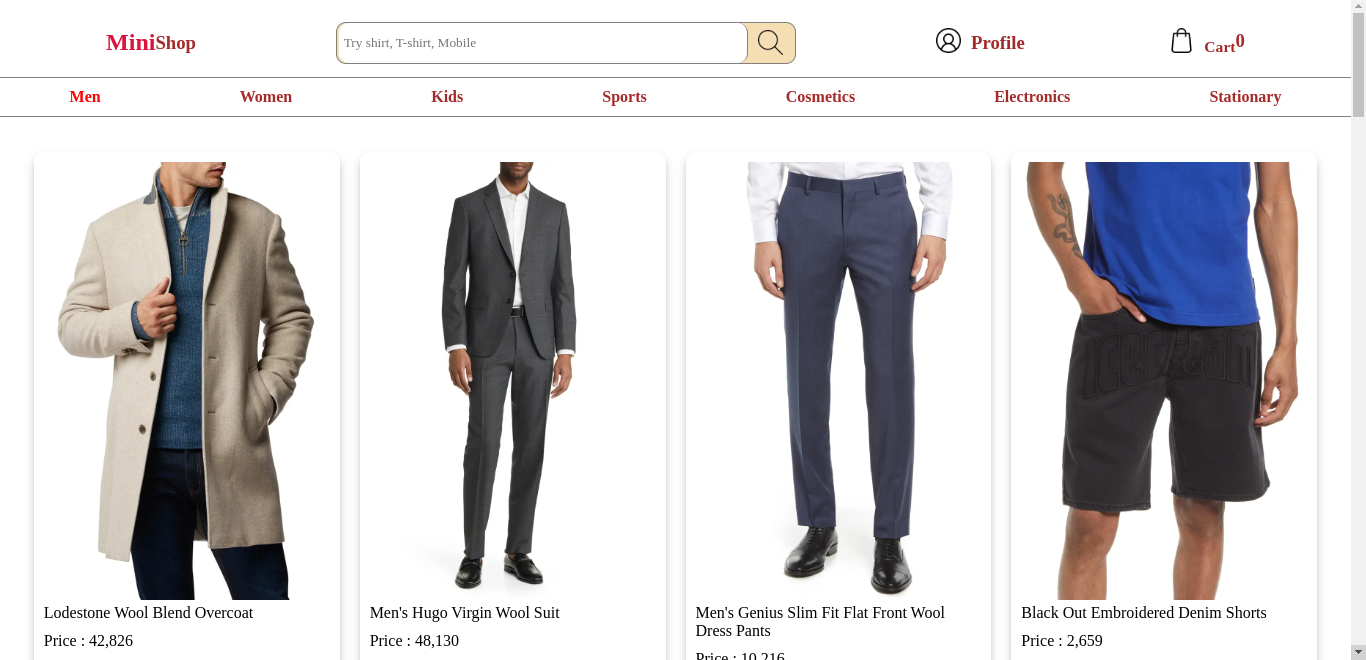 MiniShop
Try shirt, T-shirt, Mobile
Profile
Cart0
Men
Women
Kids
Sports
Cosmetics
Electronics
Stationary
Lodestone Wool Blend Overcoat
Price : 42,826
Men's Hugo Virgin Wool Suit
Price : 48,130
Men's Genius Slim Fit Flat Front Wool
Dress Pants
Price : 10,216
Black Out Embroidered Denim Shorts
Price : 2,659